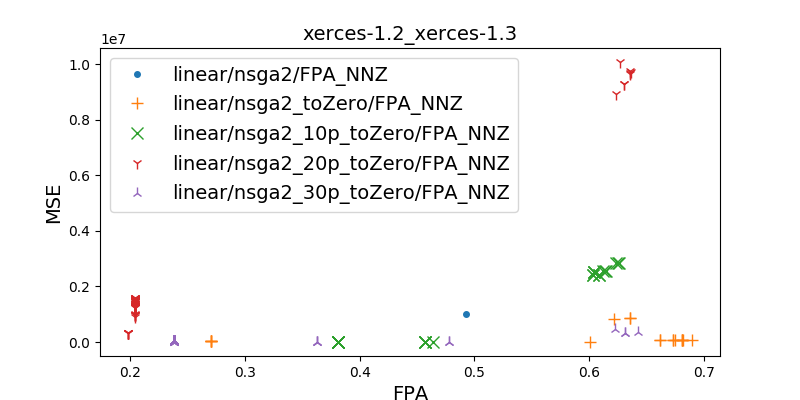 xerces-1.2_xerces-1.3
1e7
linear/nsga2/FPA_NNZ
linear/nsga2_toZero/FPA_NNZ
linear/nsga2_10p_toZero/FPA_NNZ
linear/nsga2_20p_toZero/FPA_NNZ
linear/nsga2_30p_toZero/FPA_NNZ
MSE
1.0
0.8
0.6
0.4
0.2
0.0
0.2 0.3 0.4 0.5 0.6 0.7
FPA